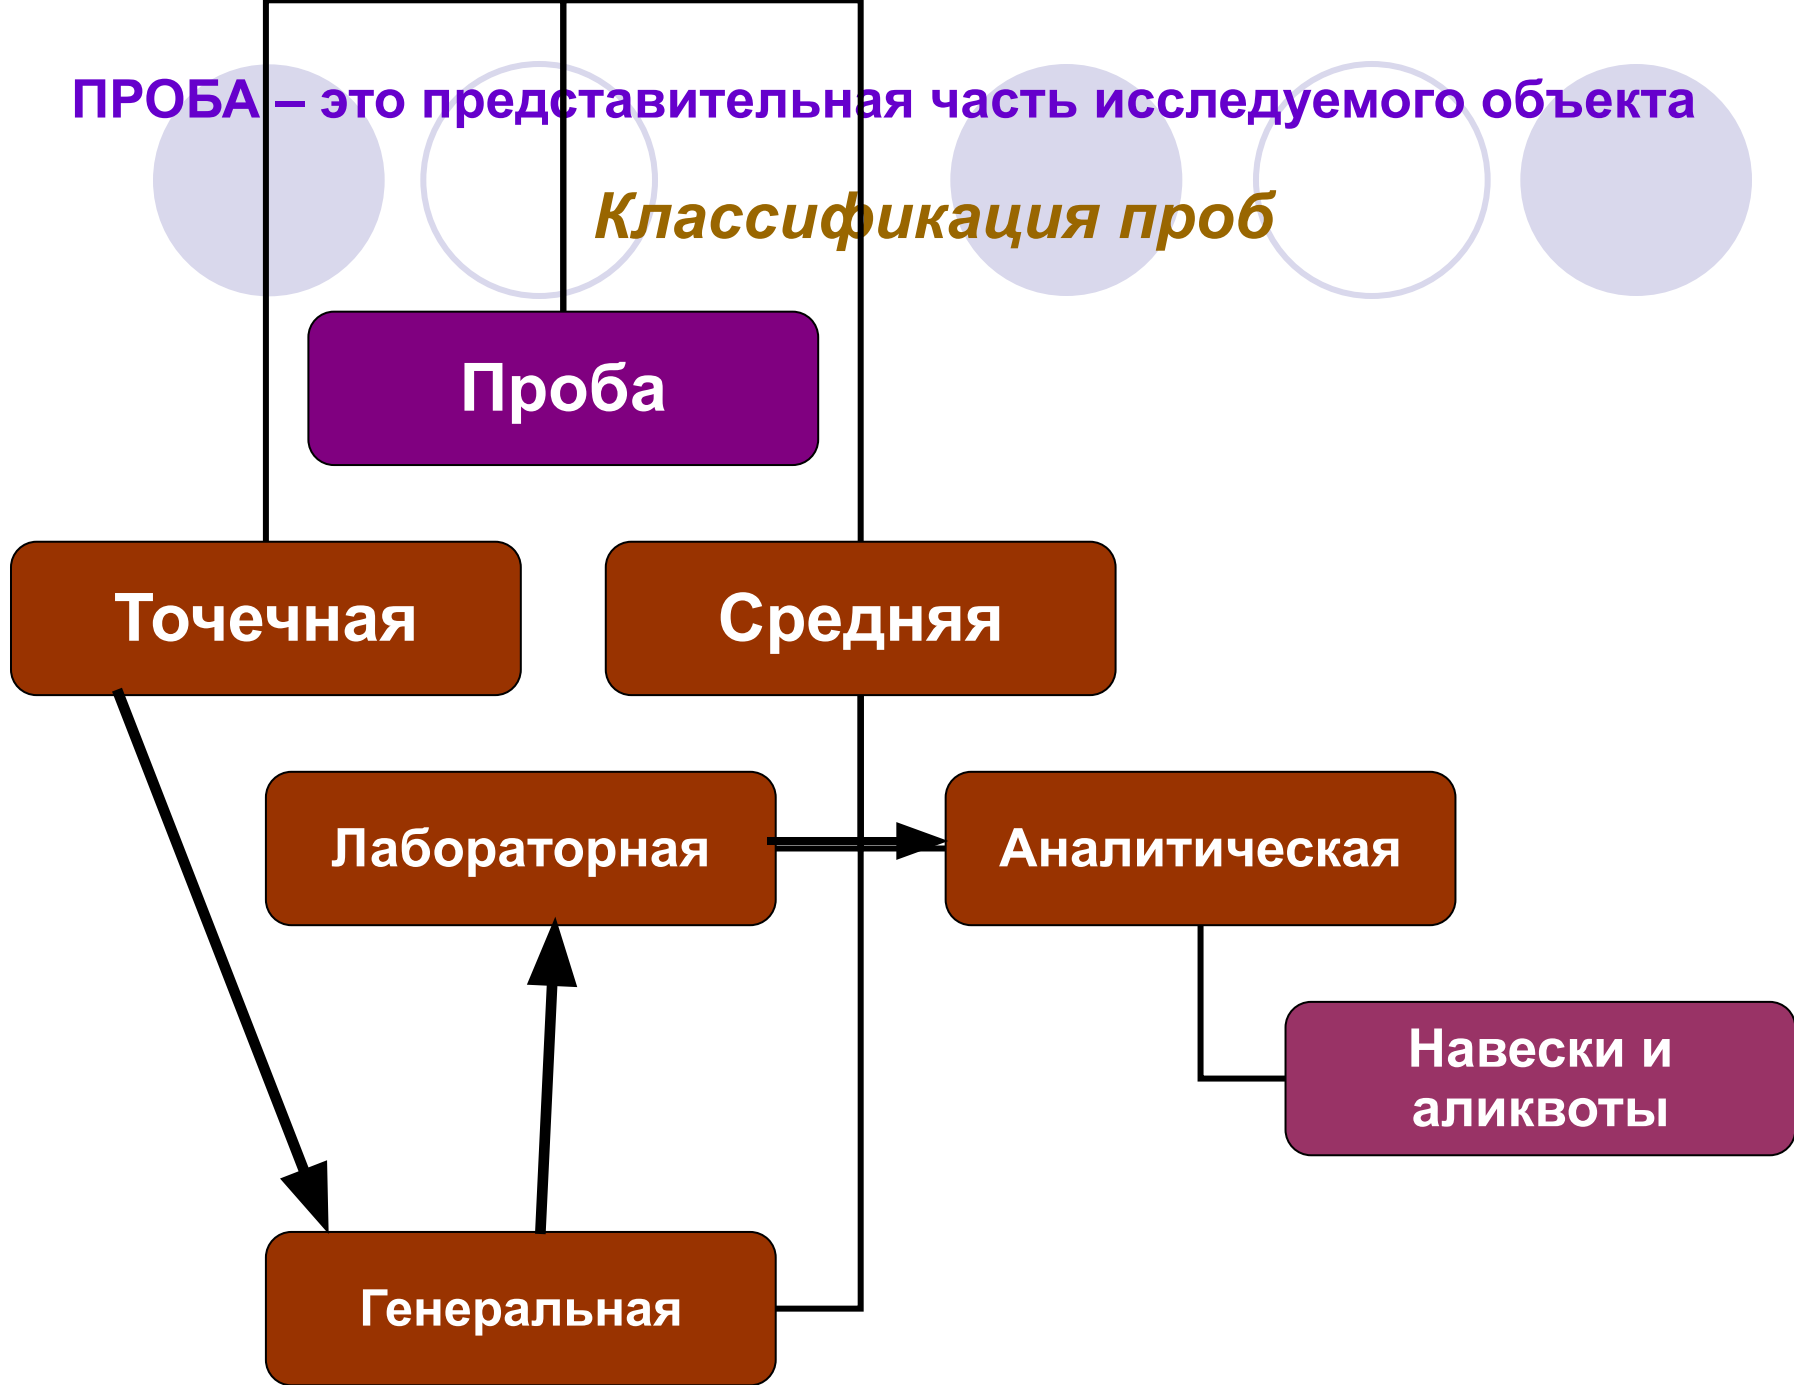 ПРОБА – это представительная часть исследуемого объекта
Классификация проб
Проба
Точечная
Средняя
Лабораторная
Аналитическая
Навески и
аликвоты
Генеральная